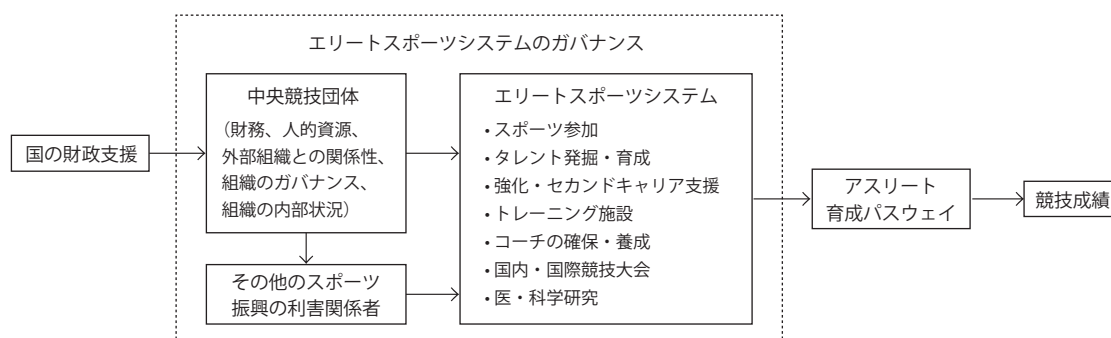 エリートスポーツシステムのガバナンス
国の財政支援
中央競技団体
（財務、人的資源、
外部組織との関係性、
組織のガバナンス、
組織の内部状況）
その他のスポーツ
振興の利害関係者
エリートスポーツシステム
・スポーツ参加
・タレント発掘・育成
・強化・セカンドキャリア支援
・トレーニング施設
・コーチの確保・養成
・国内・国際競技大会
・医・科学研究
アスリート
育成パスウェイ
競技成績